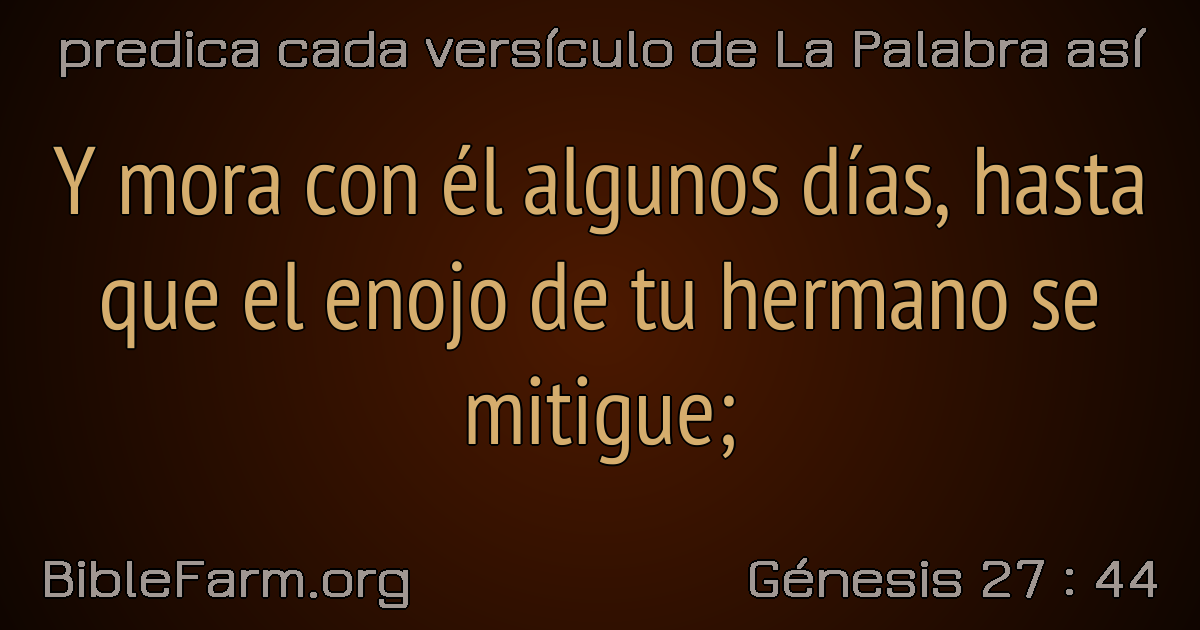 predica cada versículo de La Palabra así
Y mora con él algunos días, hasta
que el enojo de tu hermano se
mitigue;
BibleFarm.org
Génesis 27 : 44